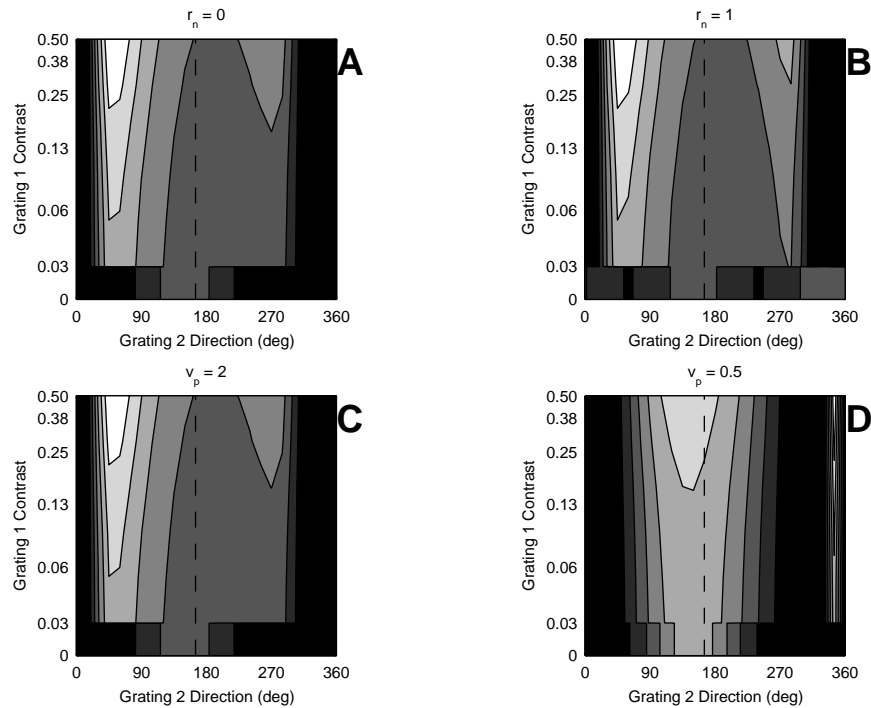 r_n = 0
A
0.50
0.38
0.25
0.13
0.06
0.03
0
Grating 1 Contrast
0 90 180 270 360
Grating 2 Direction (deg)
r_n = 1
B
0.50
0.38
0.25
0.13
0.06
0.03
0
Grating 1 Contrast
0 90 180 270 360
Grating 2 Direction (deg)
v_p = 2
C
0.50
0.38
0.25
0.13
0.06
0.03
0
Grating 1 Contrast
0 90 180 270 360
Grating 2 Direction (deg)
v_p = 0.5
D
0.50
0.38
0.25
0.13
0.06
0.03
0
Grating 1 Contrast
0 90 180 270 360
Grating 2 Direction (deg)